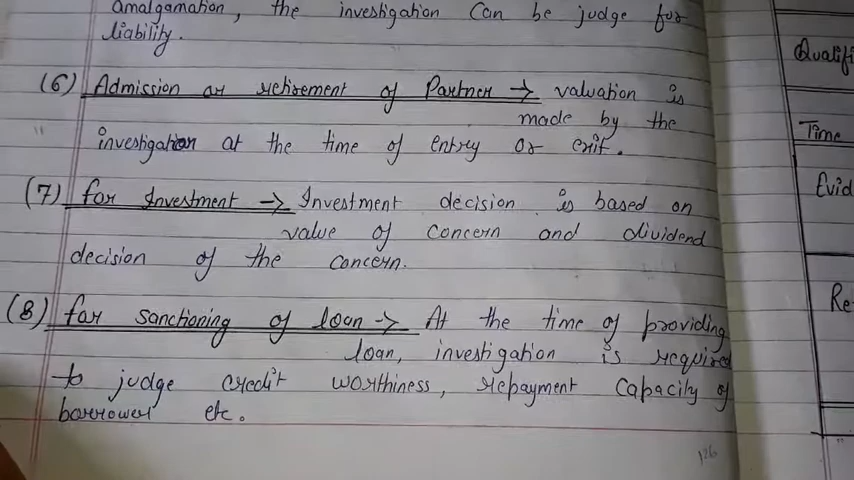 amalgamation, the investigation can be judge for
liability.
(6) Admission or retirement of Partner → valuation is
made by the
investigation at the time of entry or exit.
(7) for Investment → Investment decision is based on
value of concern and dividend
decision of the concern.
(8) for sanctioning of loan → At the time of providing
loan, investigation is required
to judge credit worthiness, repayment capacity of
borrower etc.
Qualifi
Time
Evid
Re